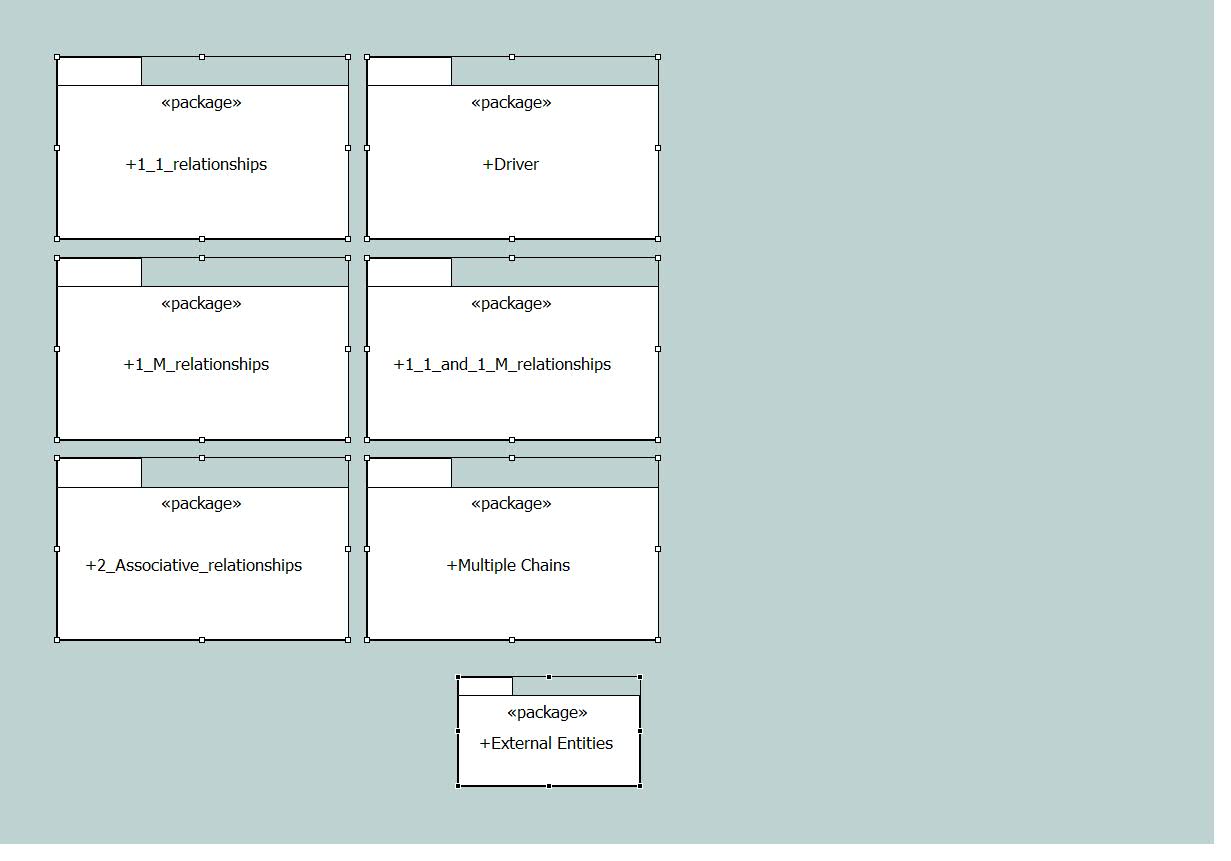 «package»
+1_1_relationships
«package»
+Driver
«package»
+1_M_relationships
«package»
+1_1_and_1_M_relationships
«package»
+2_Associative_relationships
«package»
+Multiple Chains
«package»
+External Entities